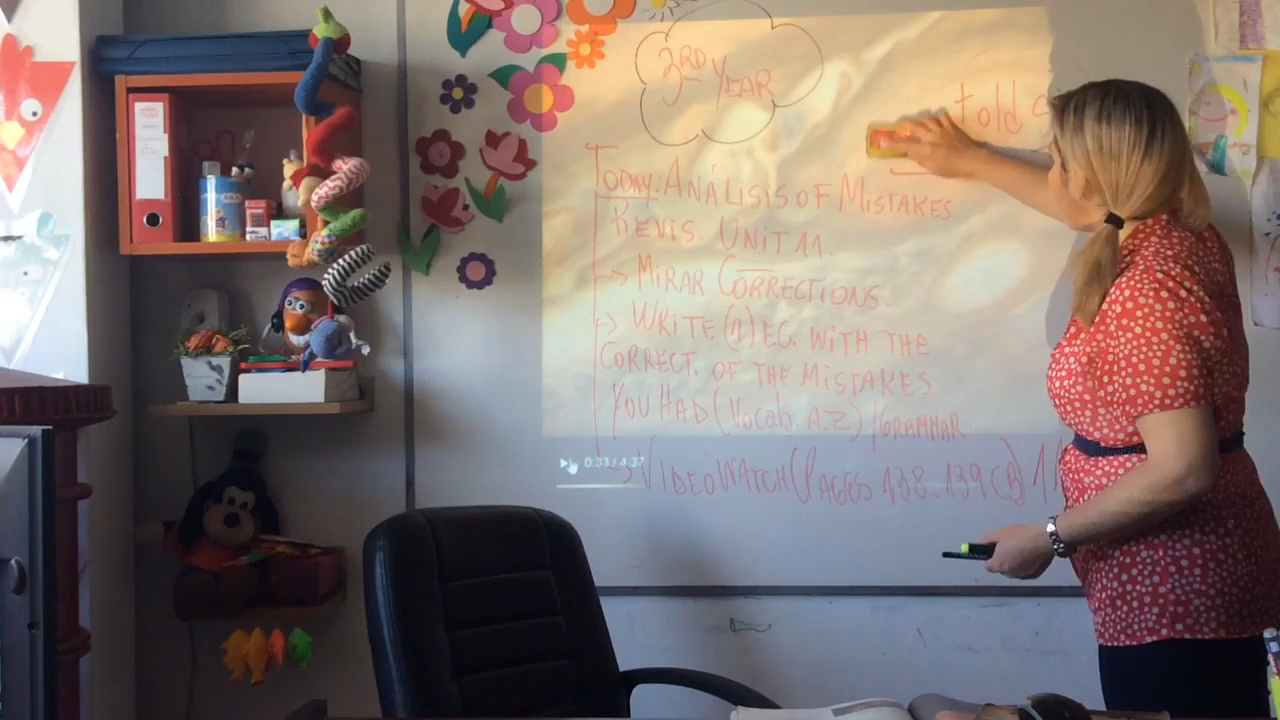 3RD YEAR
told
TODAY: ANÁLISIS OF MISTAKES
REVIS. UNIT 11.
-> MIRAR CORRECTIONS.
-> WRITE (1) EG. WITH THE
CORRECT. OF THE MISTAKES
YOU HAD (Vocab. A.Z) / GRAMMAR
0:33 / 4:37
-> VIDEO WATCH (PAGES 138-139 CB)